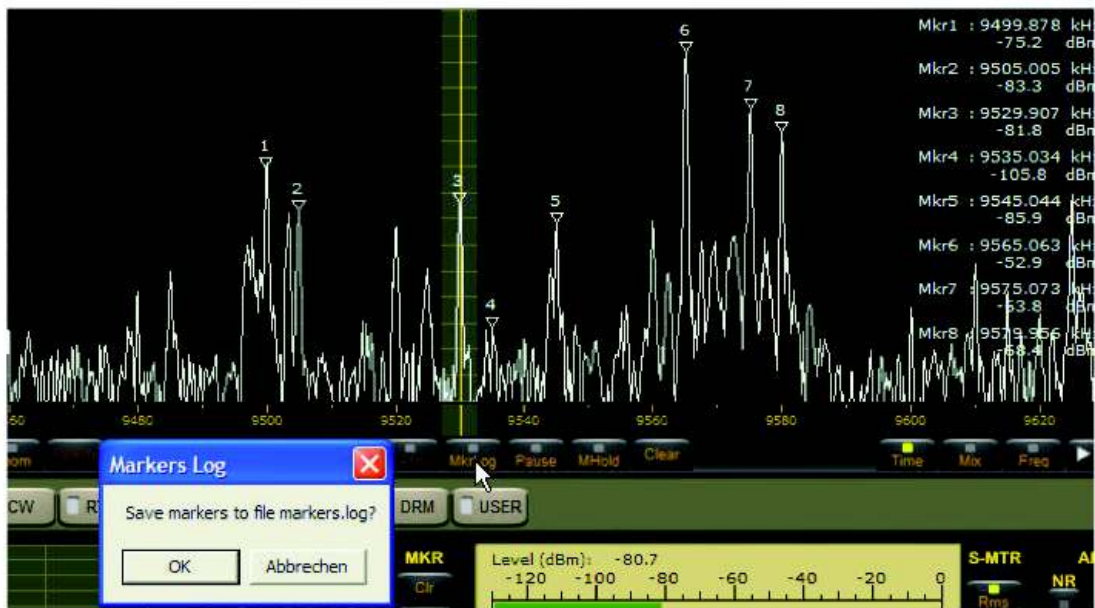 Mkr1 : 9499.878 kH
-75.2 dBm
Mkr2 : 9505.005 kH
-83.3 dBm
Mkr3 : 9529.907 kH
-81.8 dBm
Mkr4 : 9535.034 kH
-105.8 dBm
Mkr5 : 9545.044 kH
-85.9 dBm
Mkr6 : 9565.063 kH
-52.9 dBm
Mkr7 : 9575.073 kH
dBm
Mkr8 :
dBm
1 2 3 4 5 6 7 8
60 9480 9500 9520 9540 9560 9580 9600 9620
oom Pause MHold Clear Time Mix Freq
Markers Log
Save markers to file markers.log?
OK Abbrechen
CW R DRM USER
MKR
Clr
Level (dBm): -80.7
-120 -100 -80 -60 -40 -20 0
S-MTR
Rms
NR